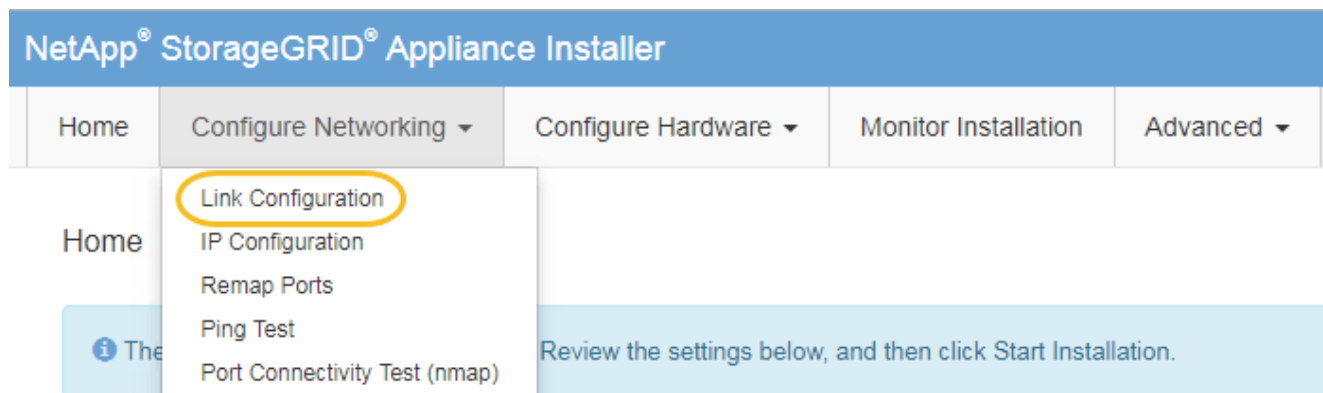 NetApp® StorageGRID® Appliance Installer
Home Configure Networking Configure Hardware Monitor Installation Advanced
Link Configuration
Home
IP Configuration
Remap Ports
Ping Test
The Review the settings below, and then click Start Installation.
Port Connectivity Test (nmap)